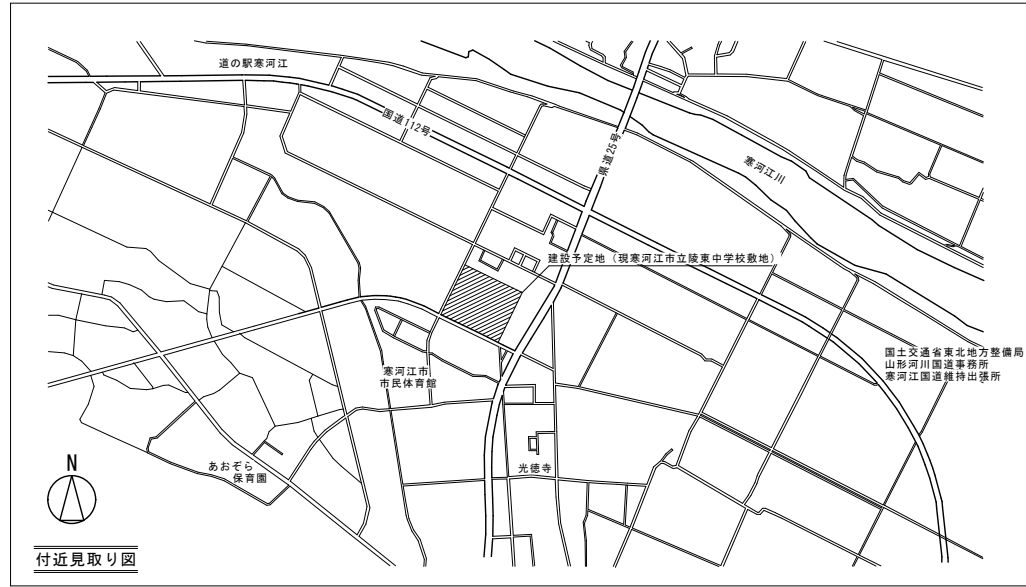 道の駅寒河江
国道112号
県道25号
寒河江川
建設予定地（現寒河江市立陵東中学校敷地）
国土交通省東北地方整備局
山形河川国道事務所
寒河江国道維持出張所
寒河江市
市民体育館
あおぞら
保育園
光徳寺
N
付近見取り図